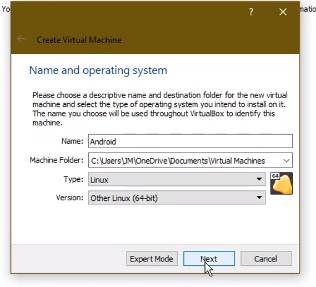 Yo
matio
?
Create Virtual Machine
Name and operating system
Please choose a descriptive name and destination folder for the new virtual
machine and select the type of operating system you intend to install on it.
The name you choose will be used throughout VirtualBox to identify this
machine.
Name: Android
Machine Folder: C:\Users\JM\OneDrive\Documents\Virtual Machines
Type: Linux
64
Version: Other Linux (64-bit)
Expert Mode Next Cancel